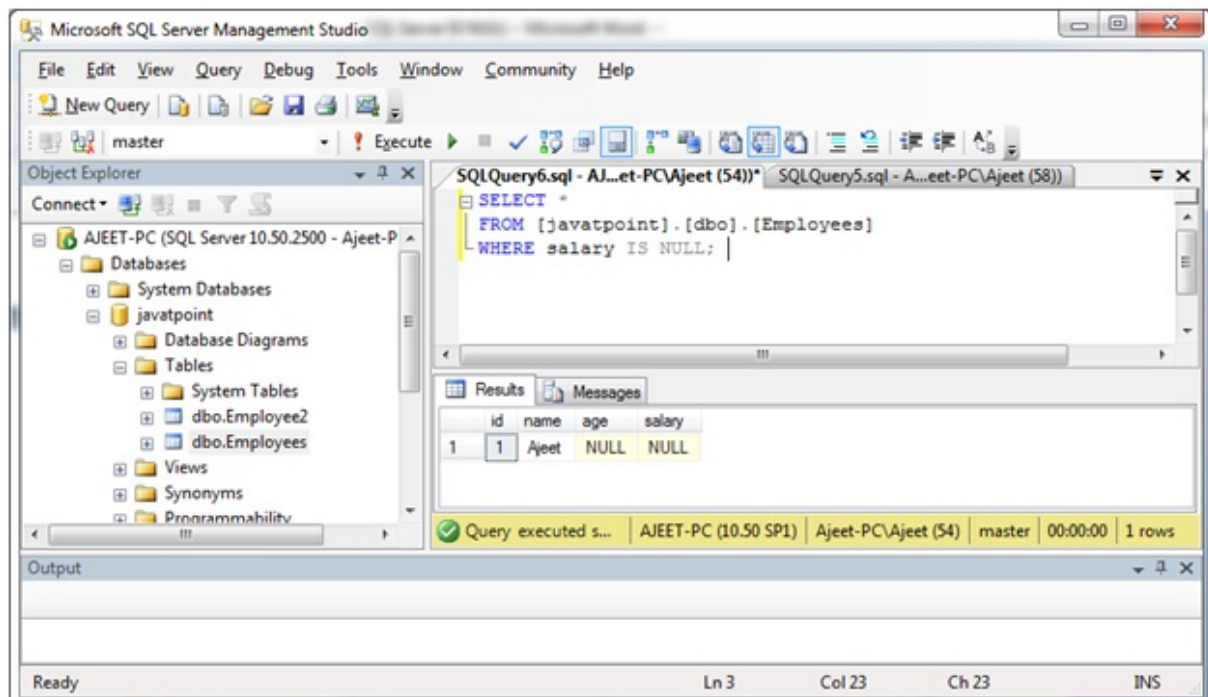 Microsoft SQL Server Management Studio
File Edit View Query Debug Tools Window Community Help
New Query
master Execute
Object Explorer
Connect
AJEET-PC (SQL Server 10.50.2500 - Ajeet-P
Databases
System Databases
javatpoint
Database Diagrams
Tables
System Tables
dbo.Employee2
dbo.Employees
Views
Synonyms
Programmability
SQLQuery6.sql - AJ...et-PC\Ajeet (54))* SQLQuery5.sql - A...eet-PC\Ajeet (58))
SELECT *
FROM [javatpoint].[dbo].[Employees]
WHERE salary IS NULL;
Results Messages
id name age salary
1 1 Ajeet NULL NULL
Query executed s... AJEET-PC (10.50 SP1) Ajeet-PC\Ajeet (54) master 00:00:00 1 rows
Output
Ready Ln 3 Col 23 Ch 23 INS